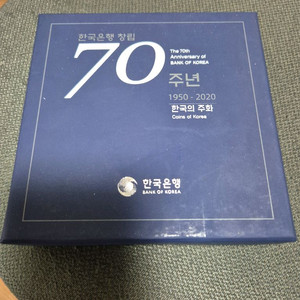 한국은행 창립
70
The 70th
Anniversary of
BANK OF KOREA
주년
1950 - 2020
한국의 주화
Coins of Korea
한국은행
BANK OF KOREA